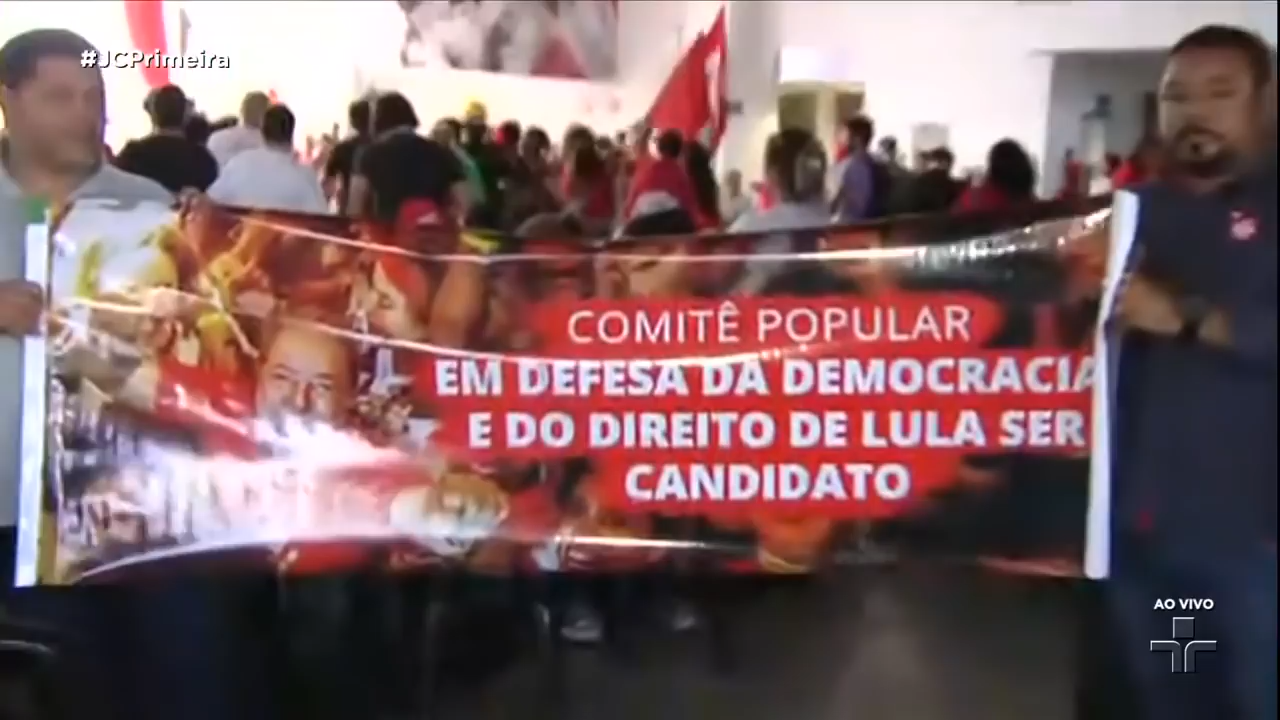 #JCPrimeira
COMITÊ POPULAR
EM DEFESA DA DEMOCRACIA
E DO DIREITO DE LULA SER
CANDIDATO
AO VIVO